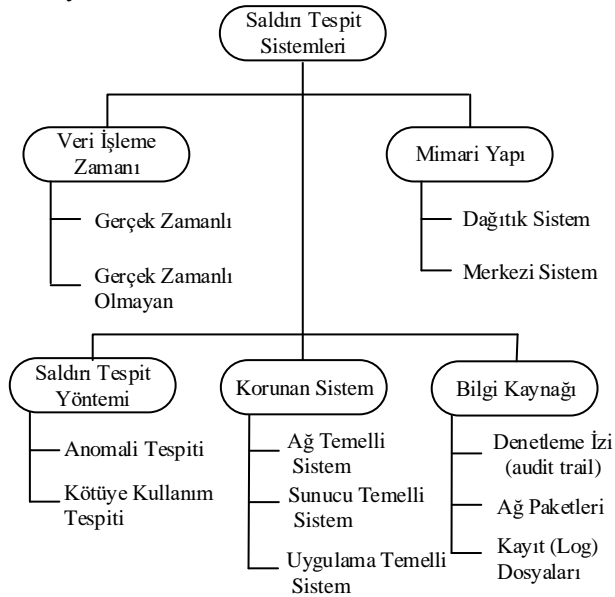 Saldırı Tespit
Sistemleri
Veri İşleme
Zamanı
Gerçek Zamanlı
Gerçek Zamanlı
Olmayan
Mimari Yapı
Dağıtık Sistem
Merkezi Sistem
Saldırı Tespit
Yöntemi
Anomali Tespiti
Kötüye Kullanım
Tespiti
Korunan Sistem
Ağ Temelli
Sistem
Sunucu Temelli
Sistem
Uygulama Temelli
Sistem
Bilgi Kaynağı
Denetleme İzi
(audit trail)
Ağ Paketleri
Kayıt (Log)
Dosyaları